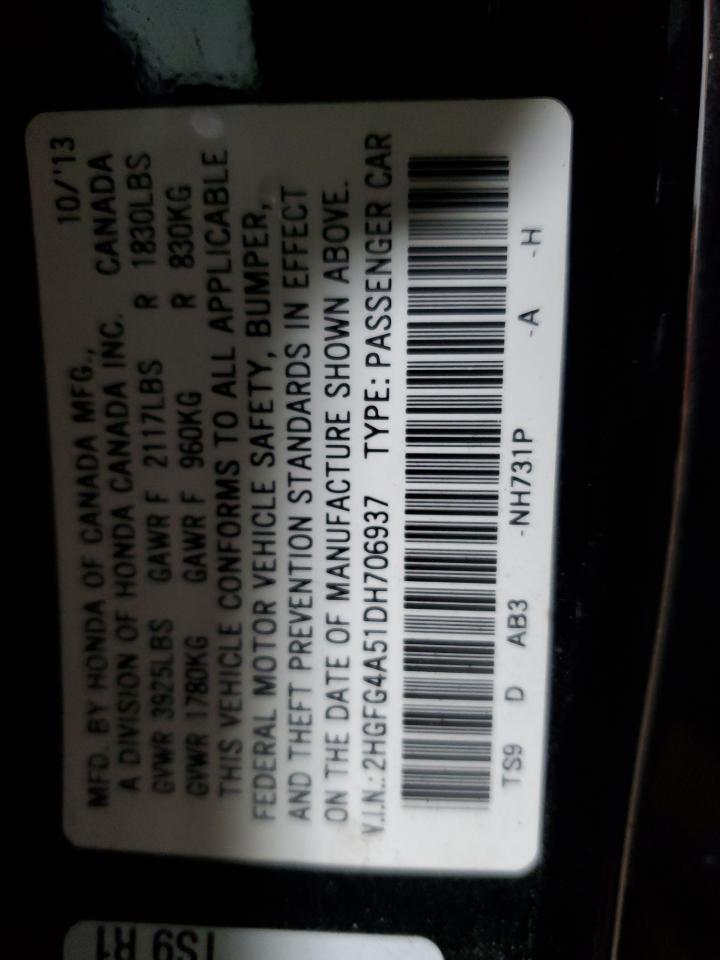 MFD. BY HONDA OF CANADA MFG., 10/'13
A DIVISION OF HONDA CANADA INC. CANADA
GVWR 3925LBS GAWR F 2117LBS R 1830LBS
GVWR 1780KG GAWR F 960KG R 830KG
THIS VEHICLE CONFORMS TO ALL APPLICABLE
FEDERAL MOTOR VEHICLE SAFETY, BUMPER,
AND THEFT PREVENTION STANDARDS IN EFFECT
ON THE DATE OF MANUFACTURE SHOWN ABOVE.
V.I.N.: 2HGFG4A51DH706937 TYPE: PASSENGER CAR
TS9 D AB3 -NH731P -A -H